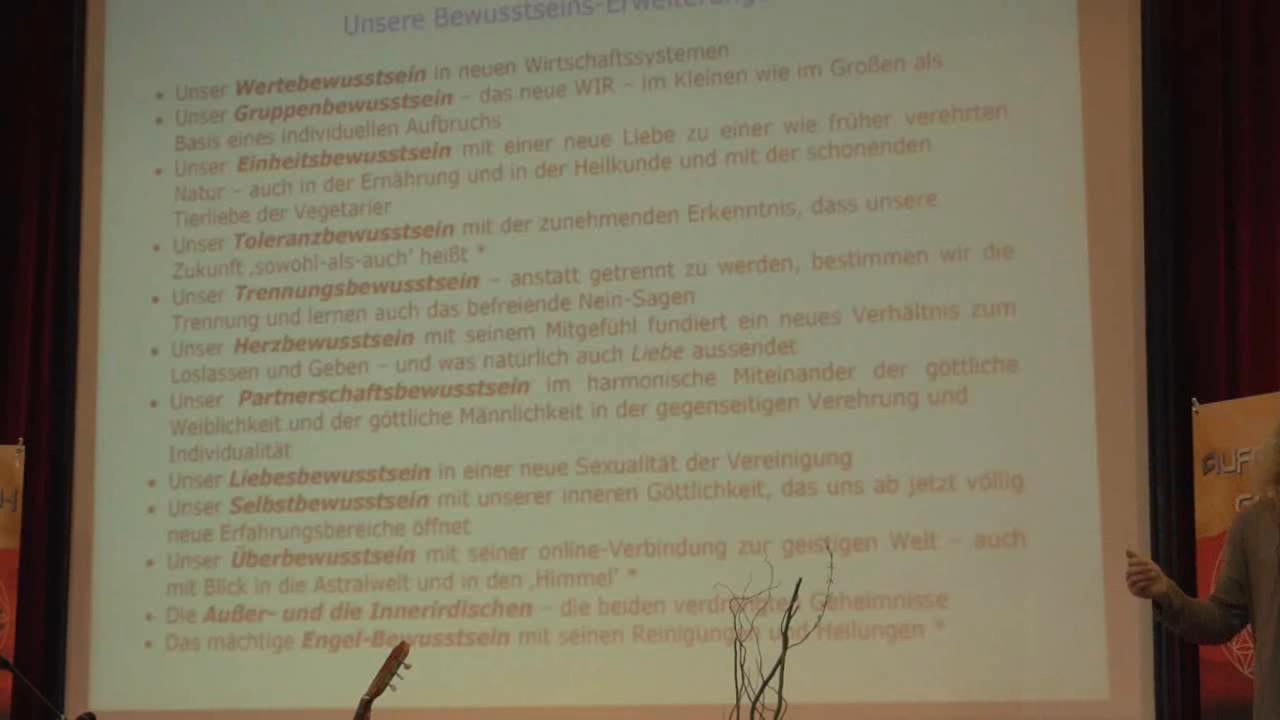 Unsere Bewusstseins-Erweiterung
• Unser Wertebewusstsein in neuen Wirtschaftssystemen
• Unser Gruppenbewusstsein – das neue WIR – im Kleinen wie im Großen als
Basis eines individuellen Aufbruchs
• Unser Einheitsbewusstsein mit einer neue Liebe zu einer wie früher verehrten
Natur – auch in der Ernährung und in der Heilkunde und mit der schonenden
Tierliebe der Vegetarier
• Unser Toleranzbewusstsein mit der zunehmenden Erkenntnis, dass unsere
Zukunft ‚sowohl-als-auch' heißt *
• Unser Trennungsbewusstsein – anstatt getrennt zu werden, bestimmen wir die
Trennung und lernen auch das befreiende Nein-Sagen
• Unser Herzbewusstsein mit seinem Mitgefühl fundiert ein neues Verhältnis zum
Loslassen und Geben – und was natürlich auch Liebe aussendet
• Unser Partnerschaftsbewusstsein im harmonische Miteinander der göttliche
Weiblichkeit und der göttliche Männlichkeit in der gegenseitigen Verehrung und
Individualität
• Unser Liebesbewusstsein in einer neue Sexualität der Vereinigung
• Unser Selbstbewusstsein mit unserer inneren Göttlichkeit, das uns ab jetzt völlig
neue Erfahrungsbereiche öffnet
• Unser Überbewusstsein mit seiner online-Verbindung zur geistigen Welt – auch
mit Blick in die Astralwelt und in den ‚Himmel' *
• Die Außer- und die Innerirdischen – die beiden verdrängten Geheimnisse
• Das mächtige Engel-Bewusstsein mit seinen Reinigungen und Heilungen *